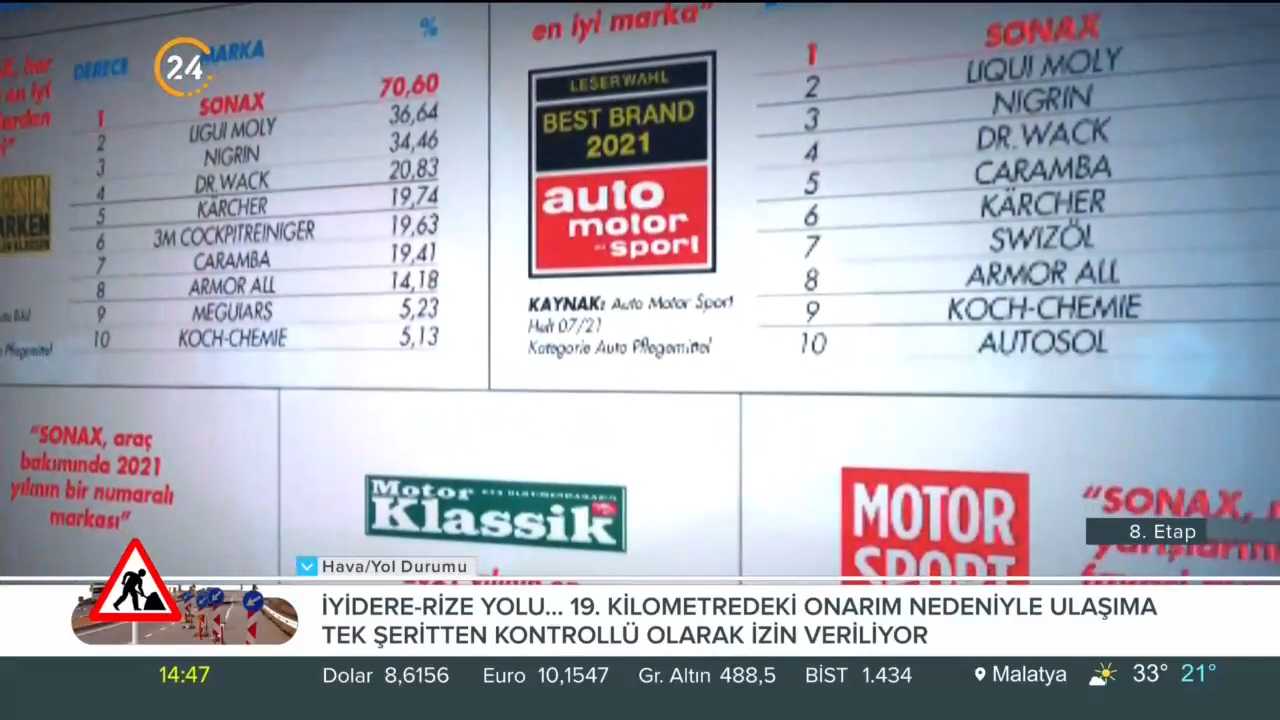 24
DERECE MARKA %
1 SONAX 70,60
2 LIGUI MOLY 36,64
3 NIGRIN 34,46
4 DR. WACK 20,83
5 KÄRCHER 19,74
6 3M COCKPITREINIGER 19,63
7 CARAMBA 19,41
8 ARMOR ALL 14,18
9 MEGUIARS 5,23
10 KOCH-CHEMIE 5,13
en iyi marka”
LESERWAHL
BEST BRAND
2021
auto
motor
sport
KAYNAK: Auto Motor Sport
Heft 07/21
Kategorie Auto Pflegemittel
1 SONAX
2 LIQUI MOLY
3 NIGRIN
4 DR. WACK
5 CARAMBA
6 KÄRCHER
7 SWIZÖL
8 ARMOR ALL
9 KOCH-CHEMIE
10 AUTOSOL
“SONAX, araç
bakımında 2021
yılının bir numaralı
markası”
Motor
Klassik
MOTOR
SPORT
“SONAX,
8. Etap
Hava/Yol Durumu
İYİDERE-RİZE YOLU... 19. KİLOMETREDEKİ ONARIM NEDENİYLE ULAŞIMA
TEK ŞERİTTEN KONTROLLÜ OLARAK İZİN VERİLİYOR
14:47 Dolar 8,6156 Euro 10,1547 Gr. Altın 488,5 BİST 1.434 Malatya 33° 21°